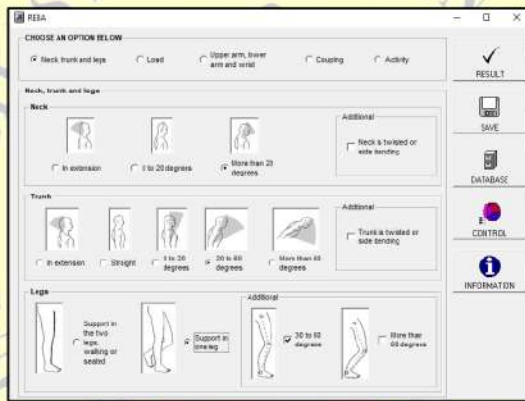 REBA
CHOOSE AN OPTION BELOW
Neck, trunk and legs
Load
Upper arm, lower
arm and wrist
Coupling
Activity
Neck, trunk and legs
Neck
In extension
0 to 20 degrees
More than 20
degrees
Additional
Neck is twisted or
side bending
Trunk
In extension
Straight
0 to 20
degrees
20 to 60
degrees
More than 60
degrees
Additional
Trunk is twisted or
side bending
Legs
Support in
the two
legs,
walking or
seated
Support in
one leg
Additional
30 to 60
degrees
More than
60 degrees
RESULT
SAVE
DATABASE
CONTROL
INFORMATION